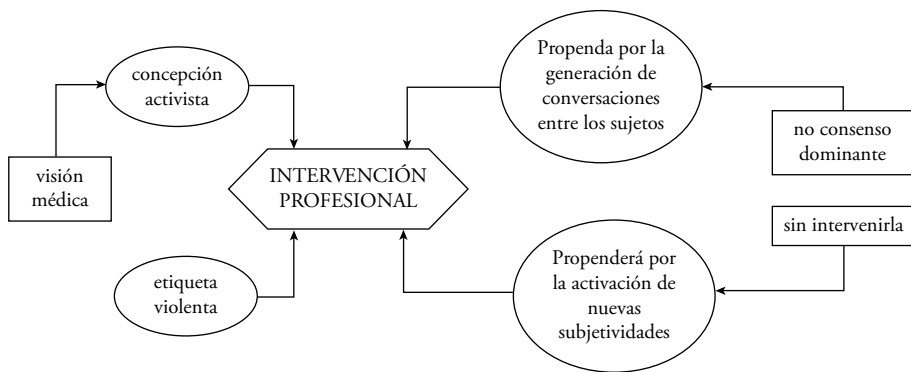 concepción
activista
visión
médica
INTERVENCIÓN
PROFESIONAL
etiqueta
violenta
Propenda por la
generación de
conversaciones
entre los sujetos
no consenso
dominante
sin intervenirla
Propenderá por
la activación de
nuevas
subjetividades